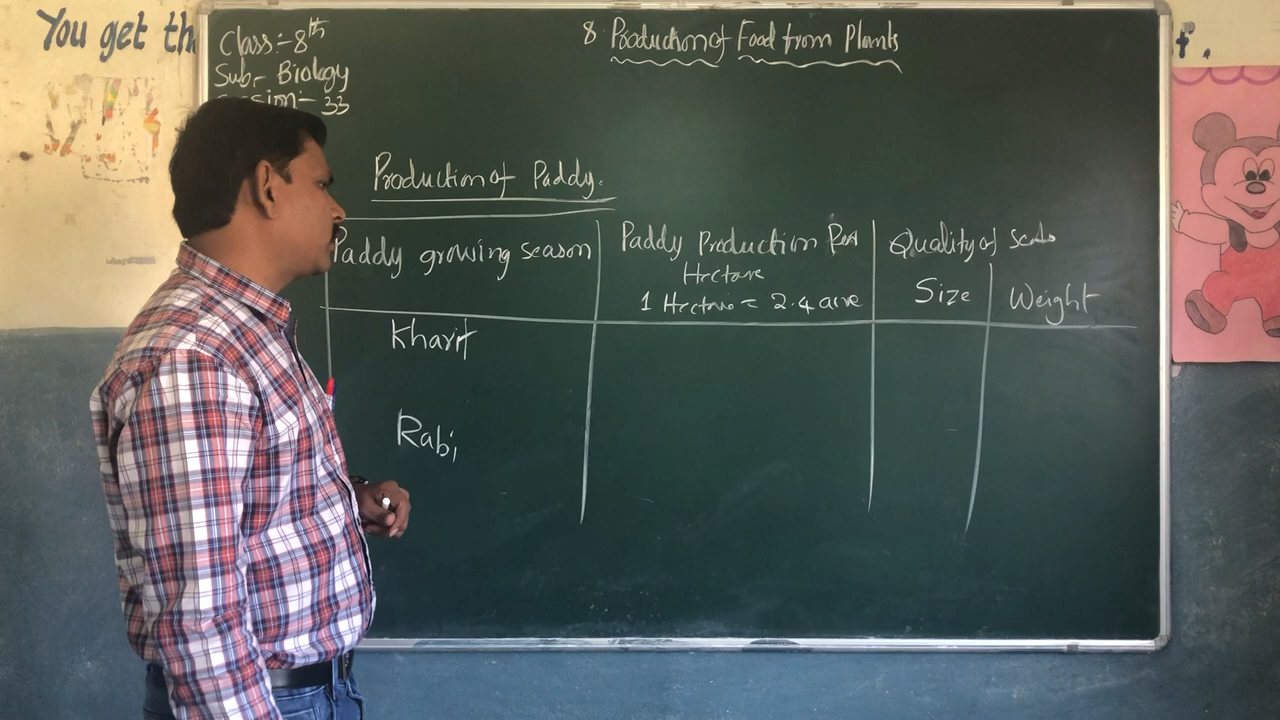 You get th
f.
Class:- 8th
Sub:- Biology
33
8 Production of Food from Plants
Production of Paddy.
Paddy growing season
Paddy Production Per
Hectare
1 Hectare = 2.4 acre
Quality of seeds
Size
Weight
Kharif
Rabi